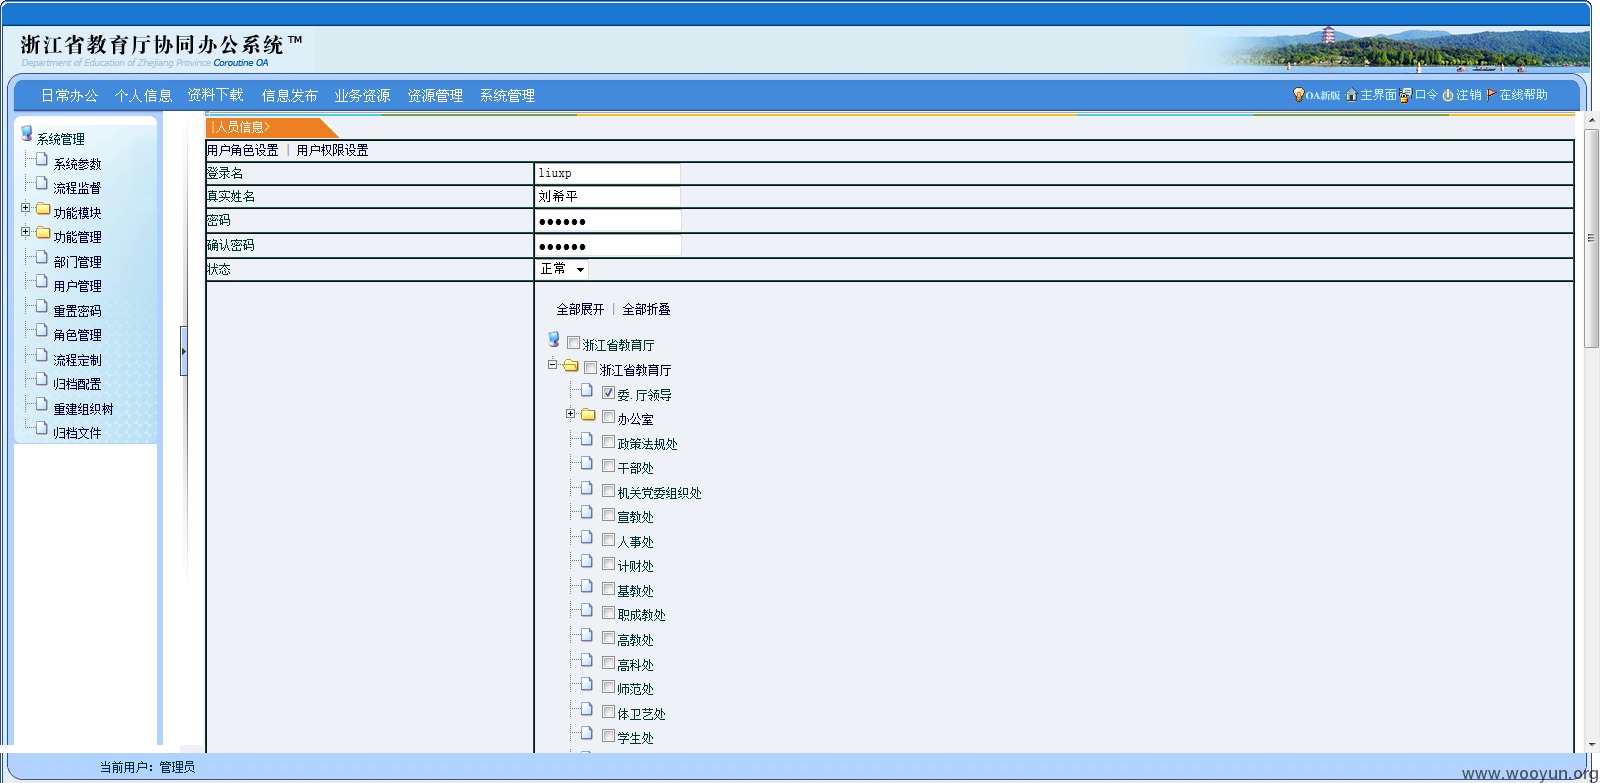 浙江省教育厅协同办公系统™
Department of Education of Zhejiang Province Coroutine OA
日常办公 个人信息 资料下载 信息发布 业务资源 资源管理 系统管理 OA新版 主界面 口令 注销 在线帮助
系统管理
系统参数
流程监督
功能模块
功能管理
部门管理
用户管理
重置密码
角色管理
流程定制
归档配置
重建组织树
归档文件
|人员信息>
用户角色设置 | 用户权限设置
登录名 liuxp
真实姓名 刘希平
密码 ●●●●●●
确认密码 ●●●●●●
状态 正常
全部展开 | 全部折叠
浙江省教育厅
浙江省教育厅
委.厅领导
办公室
政策法规处
干部处
机关党委组织处
宣教处
人事处
计财处
基教处
职成教处
高教处
高科处
师范处
体卫艺处
学生处
当前用户：管理员
www.wooyun.org